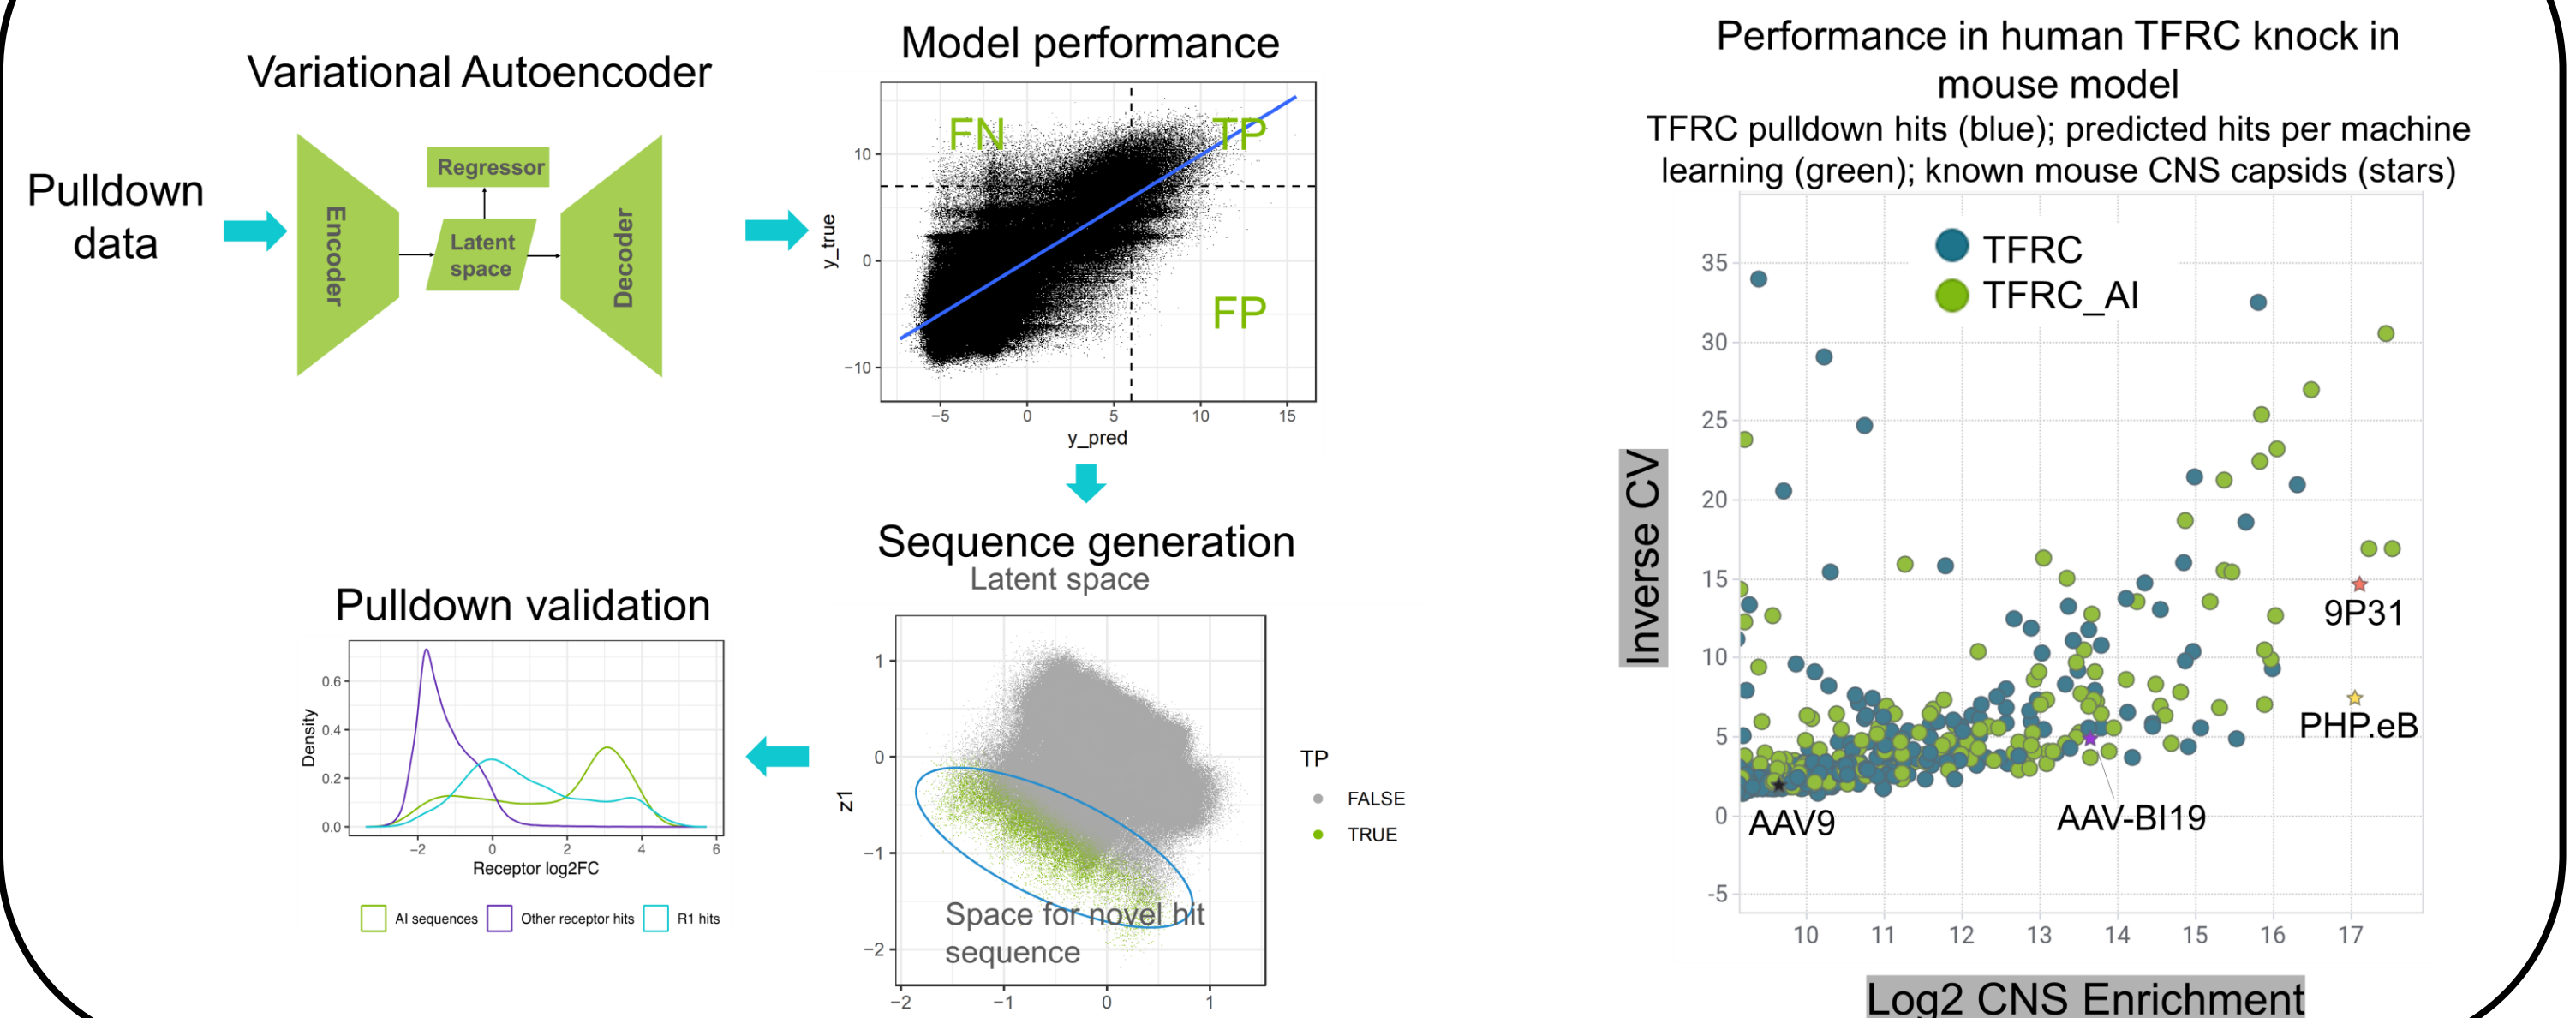 Variational Autoencoder
Pulldown
data
Encoder
Regressor
Latent
space
Decoder
Model performance
FN
TP
FP
y_true
10
0
−10
−5
0
5
10
15
y_pred
Sequence generation
Latent space
z1
1
0
−1
−2
Space for novel hit
sequence
−2
−1
0
1
TP
FALSE
TRUE
Pulldown validation
Density
0.6
0.4
0.2
0.0
−2
0
2
4
6
Receptor log2FC
AI sequences
Other receptor hits
R1 hits
Performance in human TFRC knock in
mouse model
TFRC pulldown hits (blue); predicted hits per machine
learning (green); known mouse CNS capsids (stars)
TFRC
TFRC_AI
Inverse CV
35
30
25
20
15
10
5
0
-5
9P31
PHP.eB
AAV-BI19
AAV9
10
11
12
13
14
15
16
17
Log2 CNS Enrichment